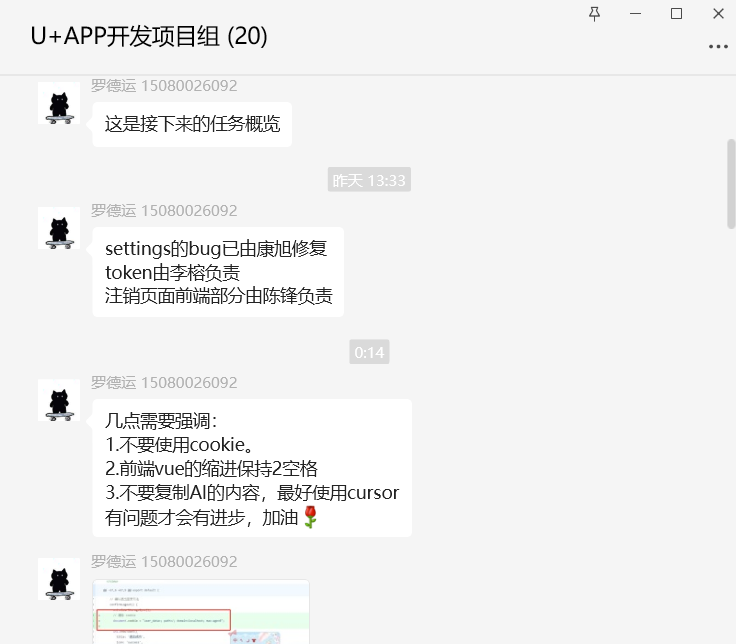 U+APP开发项目组 (20)
罗德运 15080026092
这是接下来的任务概览
昨天 13:33
罗德运 15080026092
settings的bug已由康旭修复
token由李榕负责
注销页面前端部分由陈锋负责
0:14
罗德运 15080026092
几点需要强调：
1.不要使用cookie。
2.前端vue的缩进保持2空格
3.不要复制AI的内容，最好使用cursor
有问题才会有进步，加油🌹
罗德运 15080026092